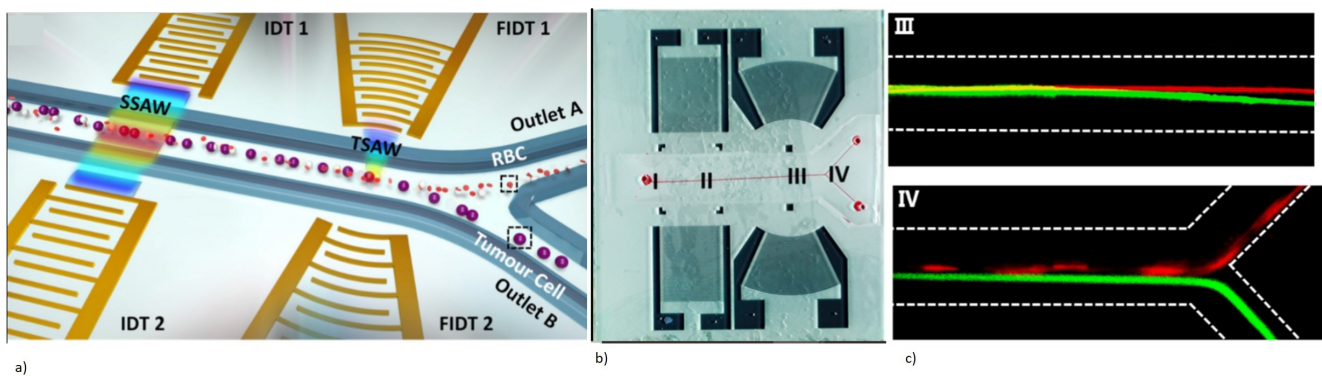 IDT 1
FIDT 1
SSAW
TSAW
Outlet A
RBC
Tumour Cell
Outlet B
IDT 2
FIDT 2
a)
I
II
III
IV
b)
III
IV
c)